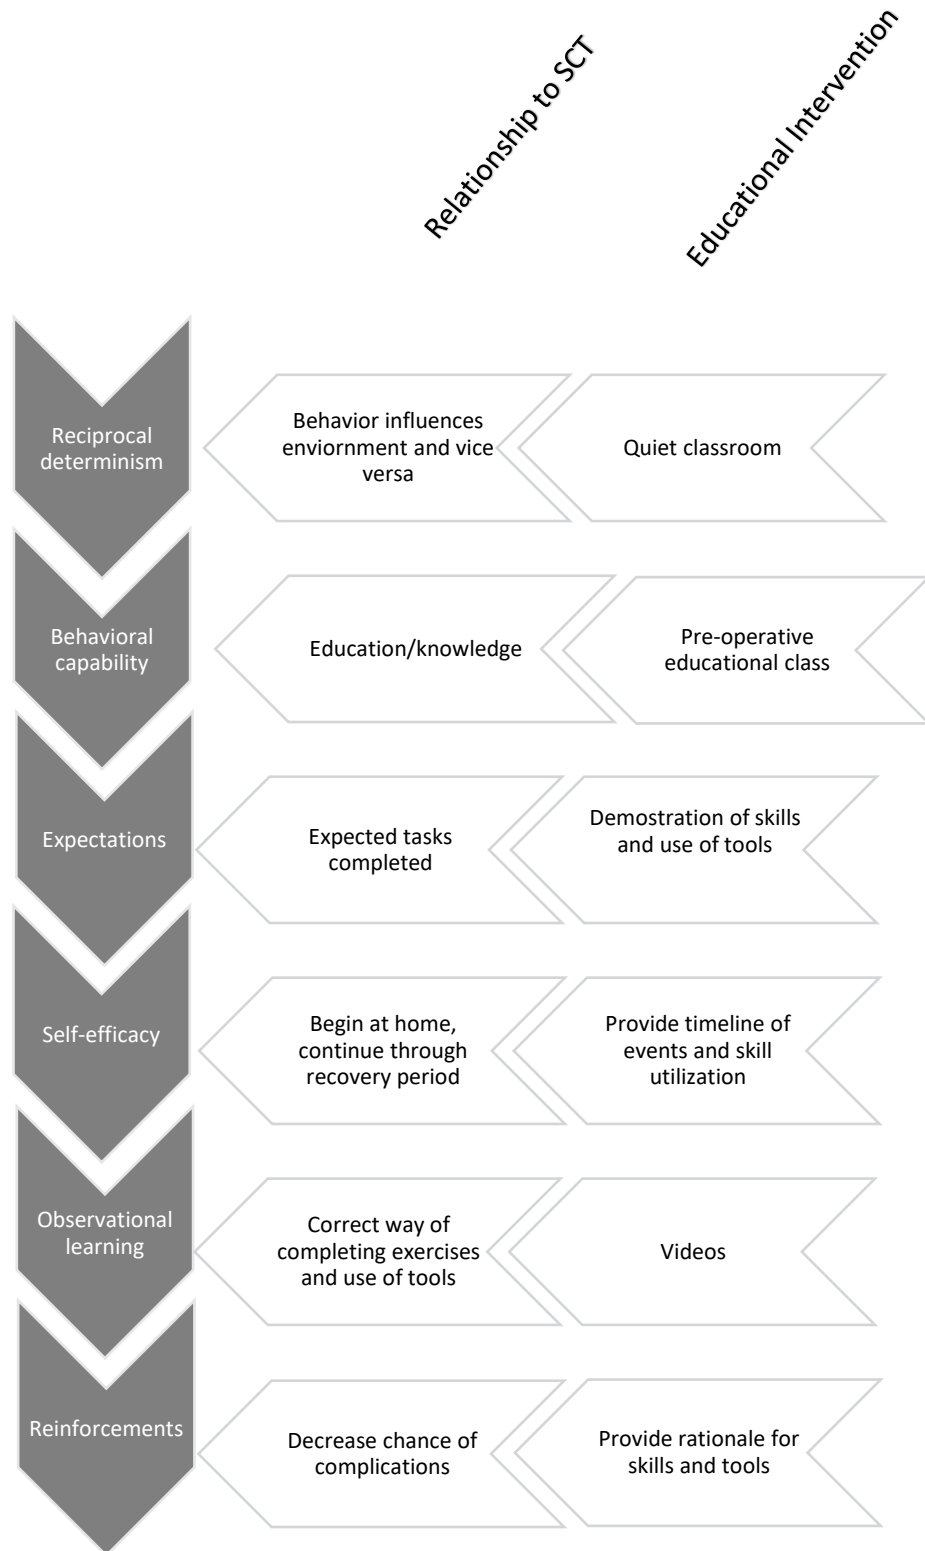 Relationship to SCT
Educational Intervention
Reciprocal
determinism
Behavior influences
enviornment and vice
versa
Quiet classroom
Behavioral
capability
Education/knowledge
Pre-operative
educational class
Expectations
Expected tasks
completed
Demostration of skills
and use of tools
Self-efficacy
Begin at home,
continue through
recovery period
Provide timeline of
events and skill
utilization
Observational
learning
Correct way of
completing exercises
and use of tools
Videos
Reinforcements
Decrease chance of
complications
Provide rationale for
skills and tools